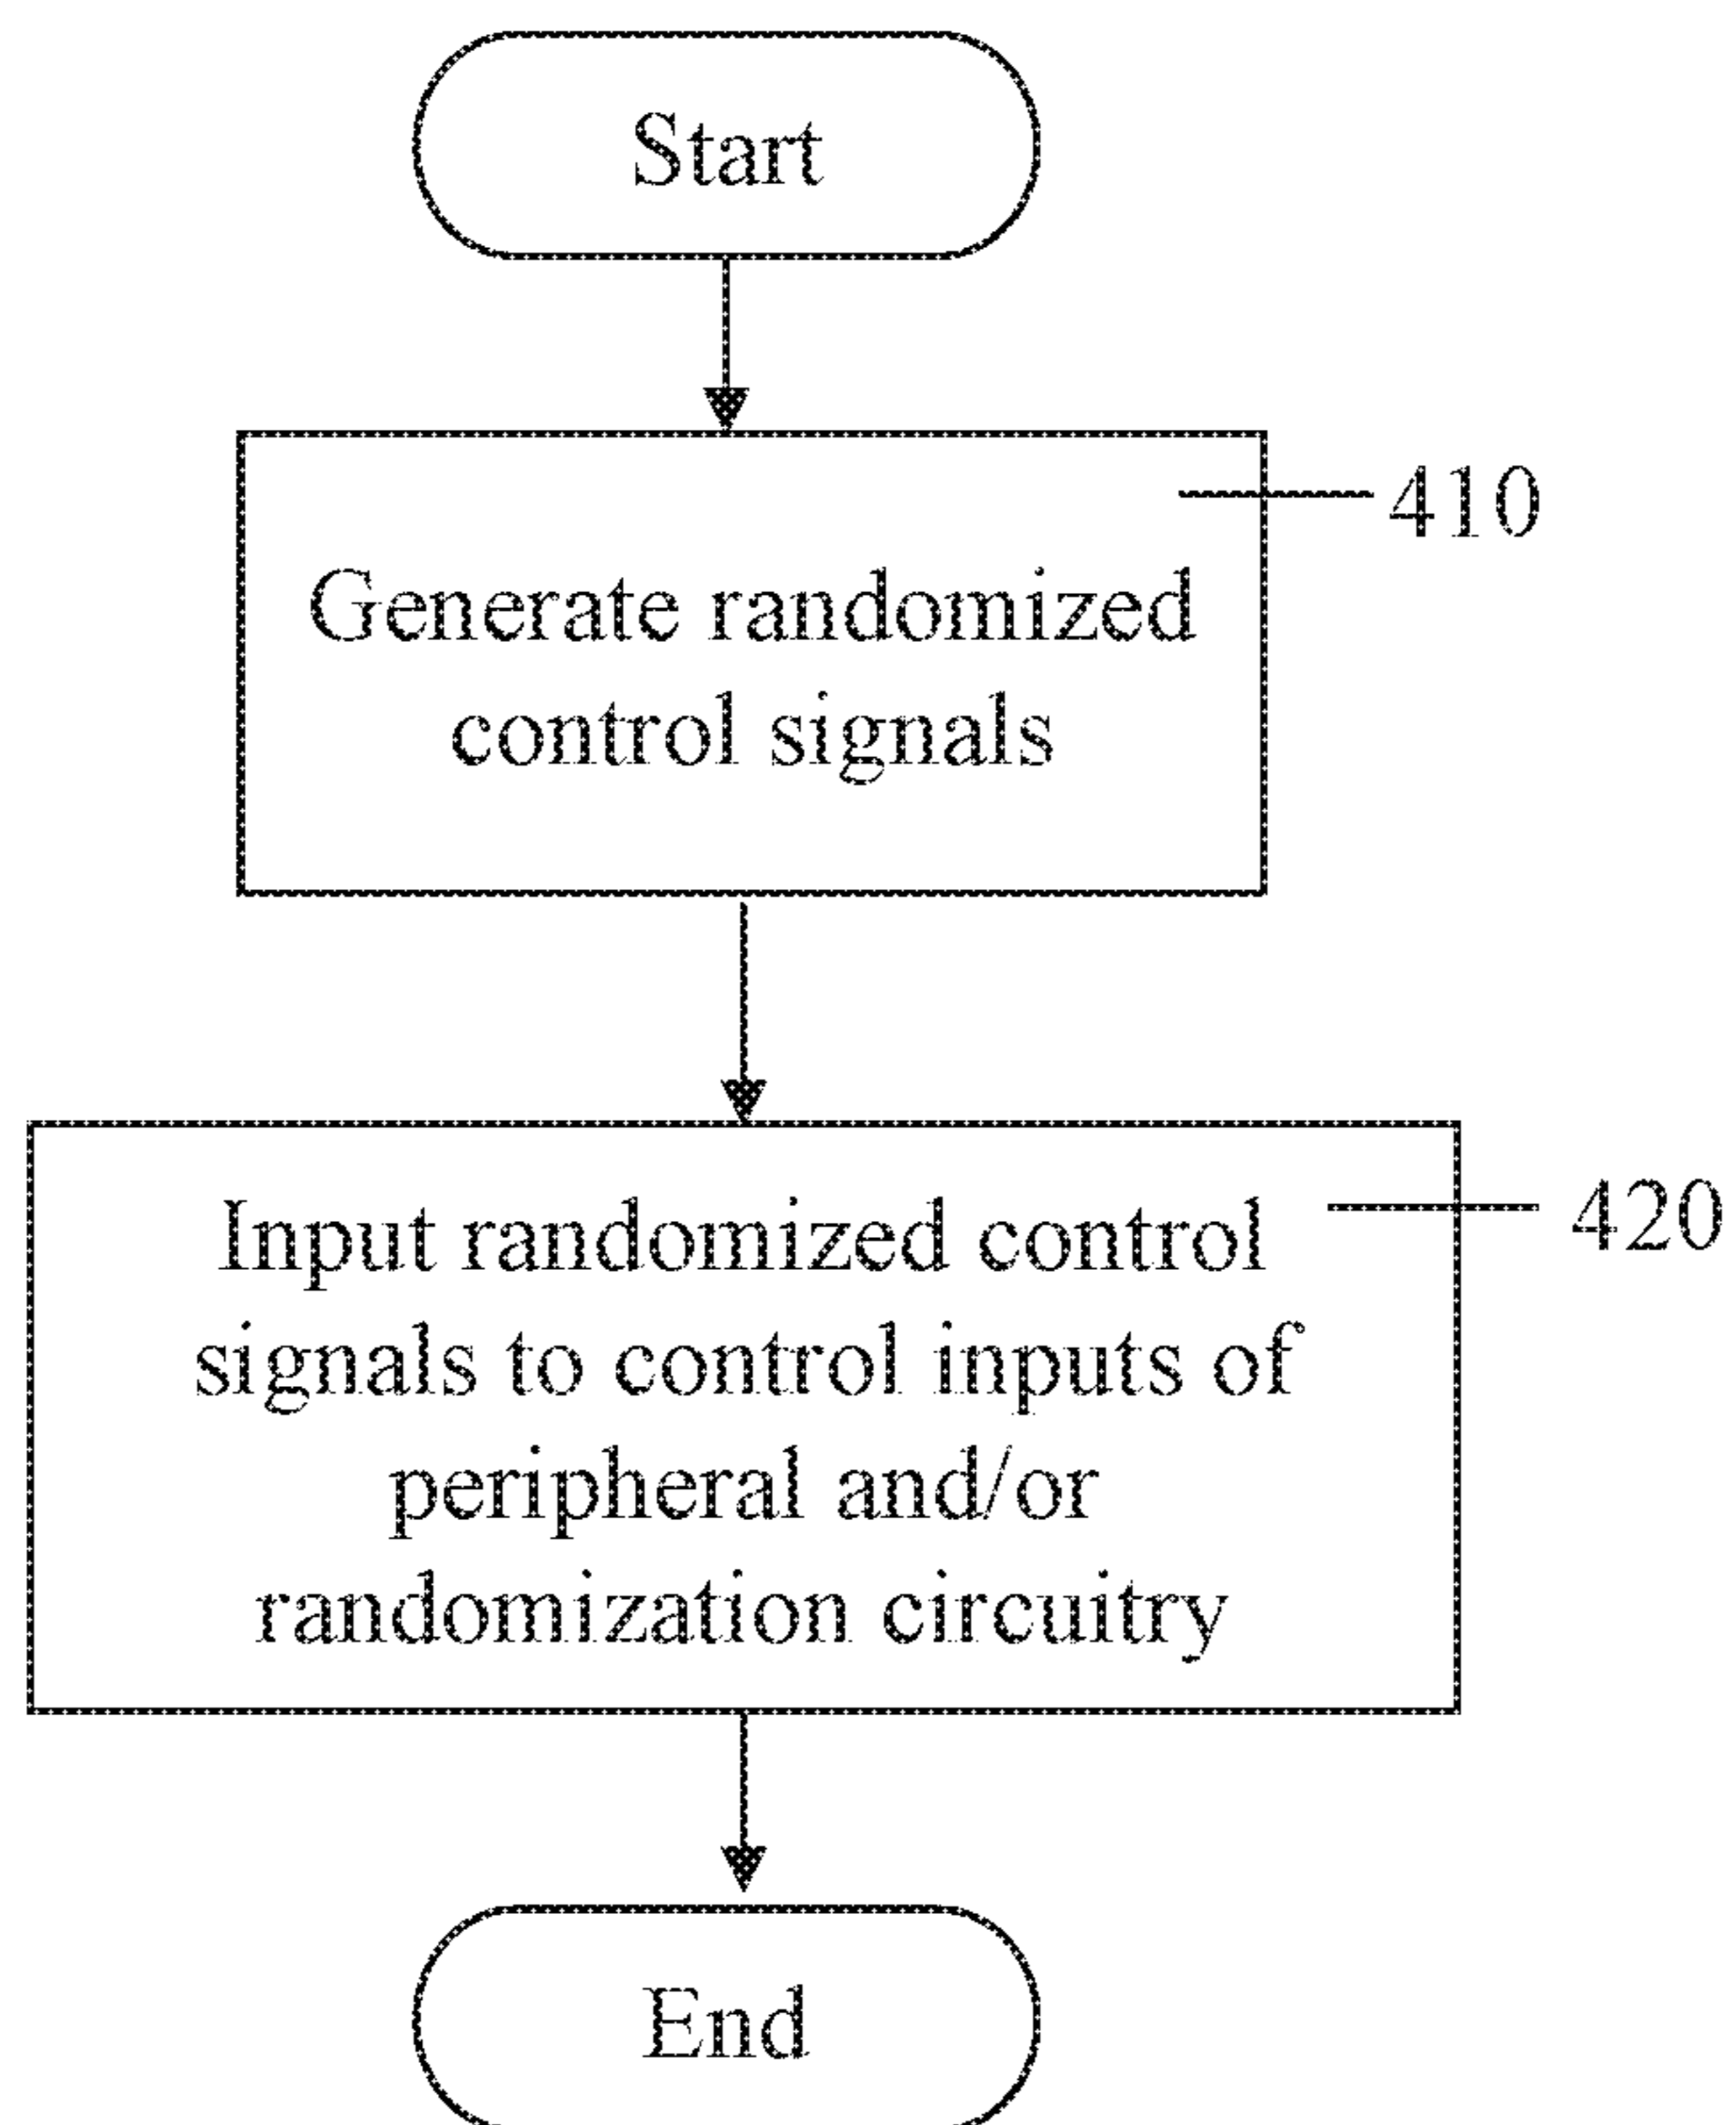 Start
410
Generate randomized
control signals
420
Input randomized control
signals to control inputs of
peripheral and/or
randomization circuitry
End